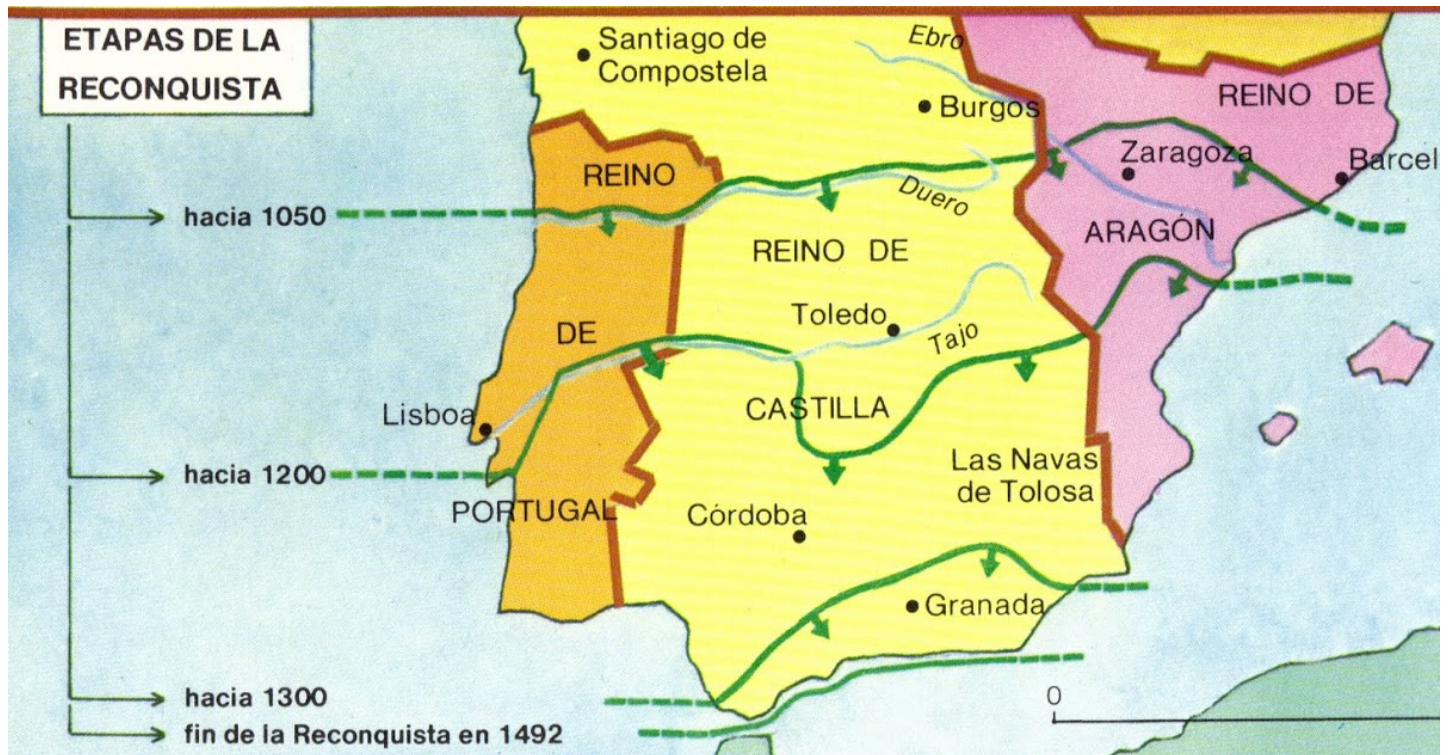 ETAPAS DE LA
RECONQUISTA
Santiago de
Compostela
Ebro
Burgos
REINO DE
Zaragoza
Barcel
REINO
Duero
hacia 1050
ARAGÓN
REINO DE
DE
Toledo
Tajo
Lisboa
CASTILLA
hacia 1200
Las Navas
de Tolosa
PORTUGAL
Córdoba
Granada
hacia 1300
0
fin de la Reconquista en 1492